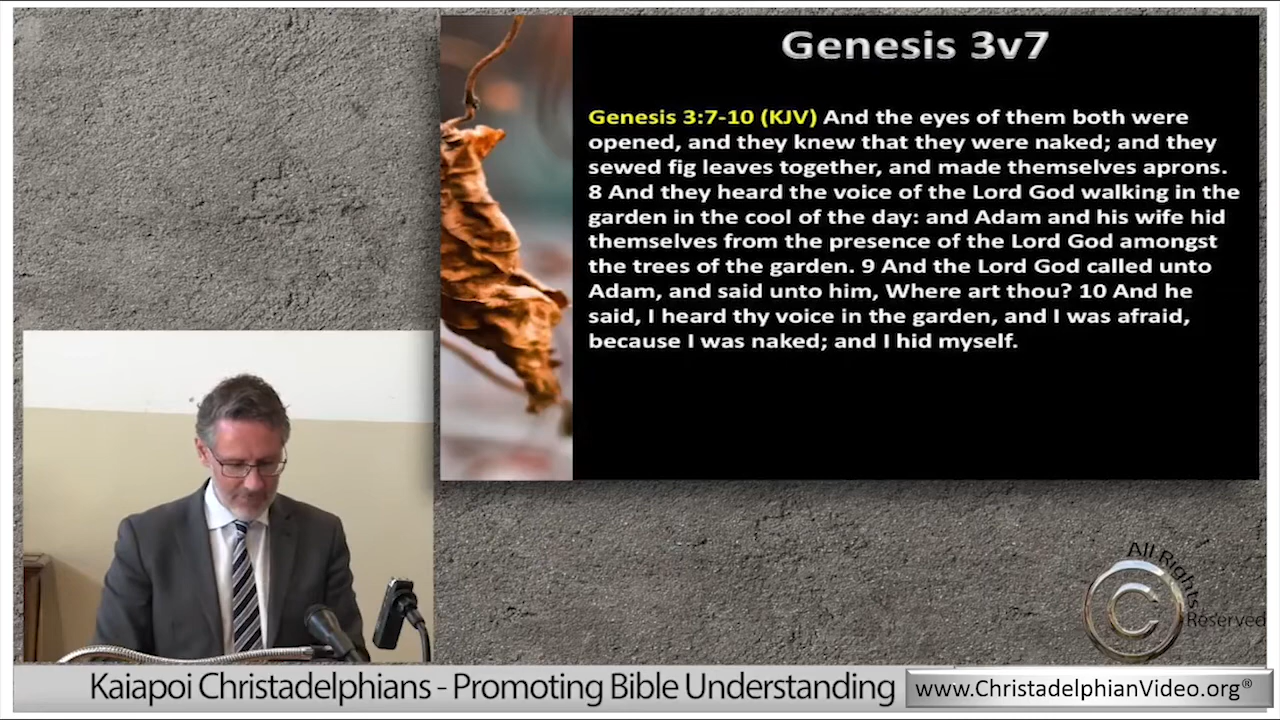 Genesis 3v7
Genesis 3:7-10 (KJV) And the eyes of them both were
opened, and they knew that they were naked; and they
sewed fig leaves together, and made themselves aprons.
8 And they heard the voice of the Lord God walking in the
garden in the cool of the day: and Adam and his wife hid
themselves from the presence of the Lord God amongst
the trees of the garden. 9 And the Lord God called unto
Adam, and said unto him, Where art thou? 10 And he
said, I heard thy voice in the garden, and I was afraid,
because I was naked; and I hid myself.
All Rights
©
Reserved
Kaiapoi Christadelphians - Promoting Bible Understanding
www.ChristadelphianVideo.org®